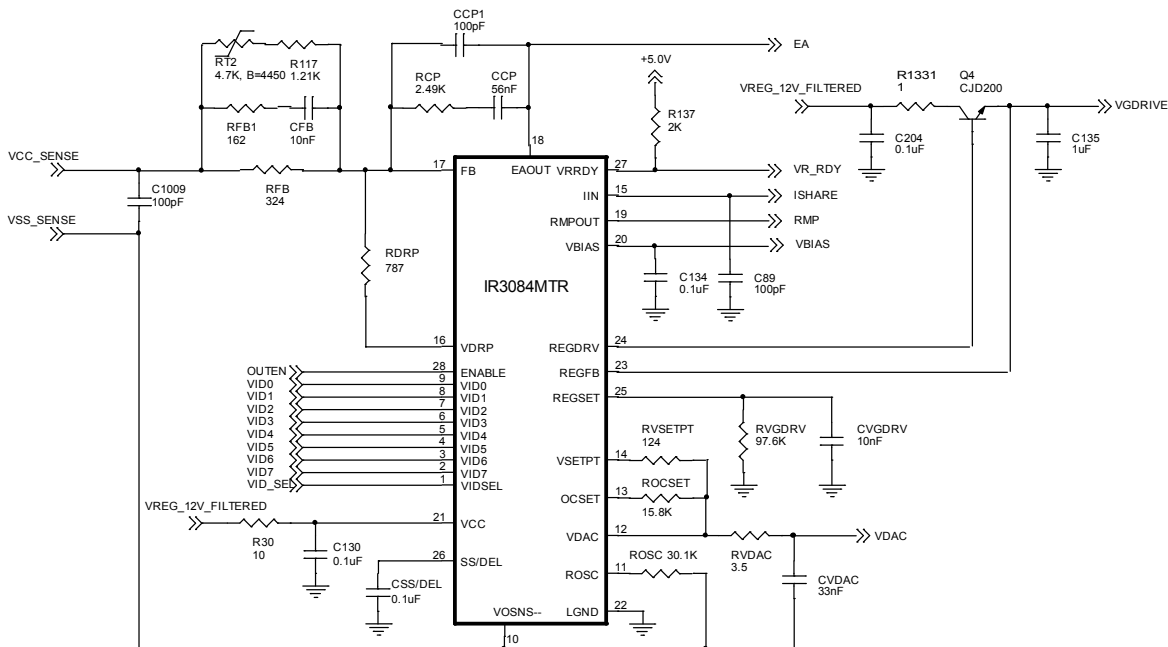 CCP1
100pF
EA
RT2
4.7K, B=4450
R117
1.21K
RCP
2.49K
CCP
56nF
+5.0V
R1331
1
Q4
CJD200
VREG_12V_FILTERED
VGDRIVE
RFB1
162
CFB
10nF
R137
2K
C204
0.1uF
C135
1uF
18
VCC_SENSE
17
FB
EAOUT
VRRDY
27
VR_RDY
RFB
324
C1009
100pF
IIN
15
ISHARE
VSS_SENSE
RMPOUT
19
RMP
VBIAS
20
VBIAS
RDRP
787
C134
0.1uF
C89
100pF
IR3084MTR
16
VDRP
REGDRV
24
OUTEN
28
ENABLE
REGFB
23
VID0
9
VID0
VID1
8
VID1
REGSET
25
VID2
7
VID2
VID3
6
VID3
RVSETPT
124
RVGDRV
97.6K
CVGDRV
10nF
VID4
5
VID4
VID5
4
VID5
VID6
3
VID6
VSETPT
14
VID7
2
VID7
VID_SEL
1
VIDSEL
OCSET
13
ROCSET
15.8K
VREG_12V_FILTERED
21
VCC
VDAC
12
VDAC
R30
10
C130
0.1uF
RVDAC
3.5
26
SS/DEL
ROSC
11
ROSC 30.1K
CSS/DEL
0.1uF
CVDAC
33nF
VOSNS--
LGND
22
10